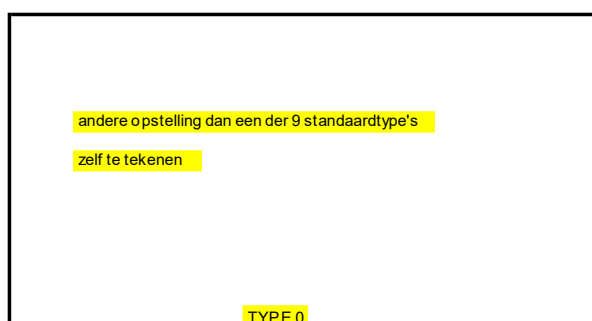 andere opstelling dan een der 9 standaardtype's
zelf te tekenen
TYPE 0